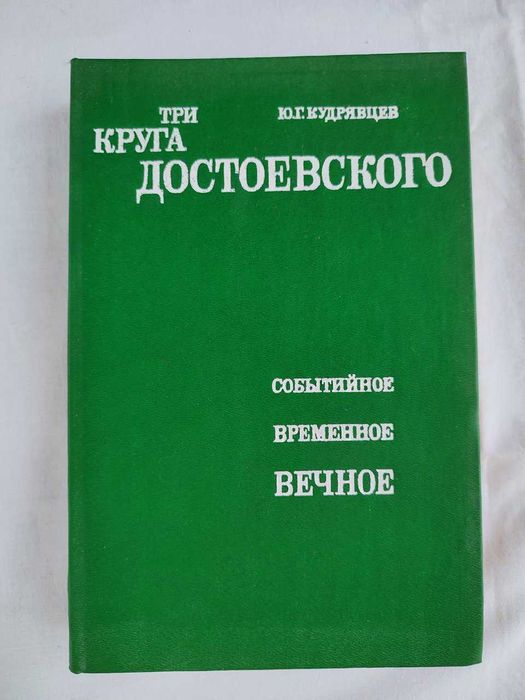 ТРИ
Ю.Г. КУДРЯВЦЕВ
КРУГА
ДОСТОЕВСКОГО
СОБЫТИЙНОЕ
ВРЕМЕННОЕ
ВЕЧНОЕ